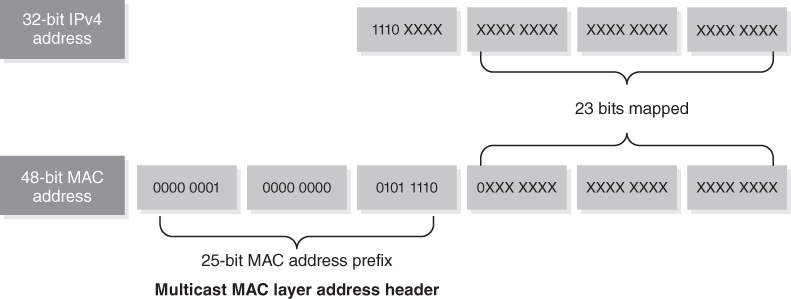 32-bit IPv4
address
1110 XXXX XXXX XXXX XXXX XXXX XXXX XXXX
23 bits mapped
48-bit MAC
address
0000 0001 0000 0000 0101 1110 0XXX XXXX XXXX XXXX XXXX XXXX
25-bit MAC address prefix
Multicast MAC layer address header